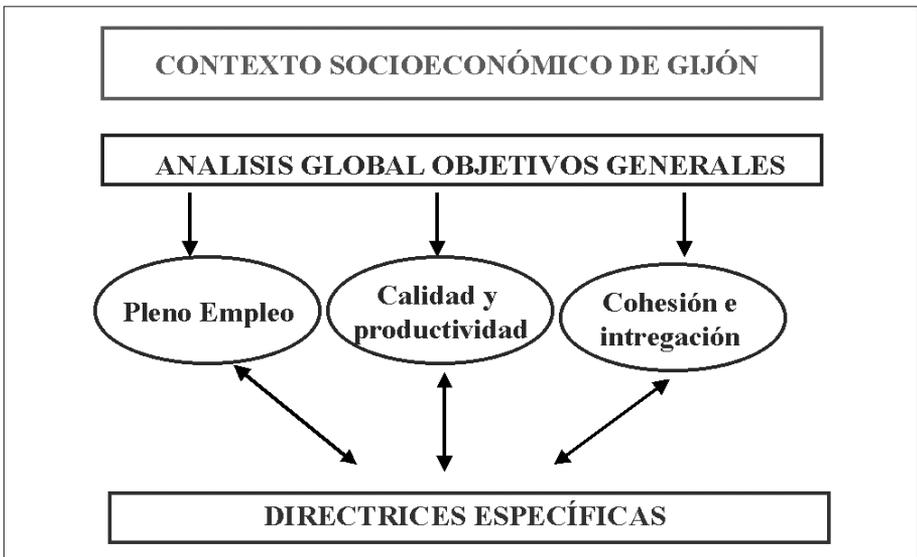 CONTEXTO SOCIOECONÓMICO DE GIJÓN
ANALISIS GLOBAL OBJETIVOS GENERALES
Pleno Empleo
Calidad y
productividad
Cohesión e
intregación
DIRECTRICES ESPECÍFICAS